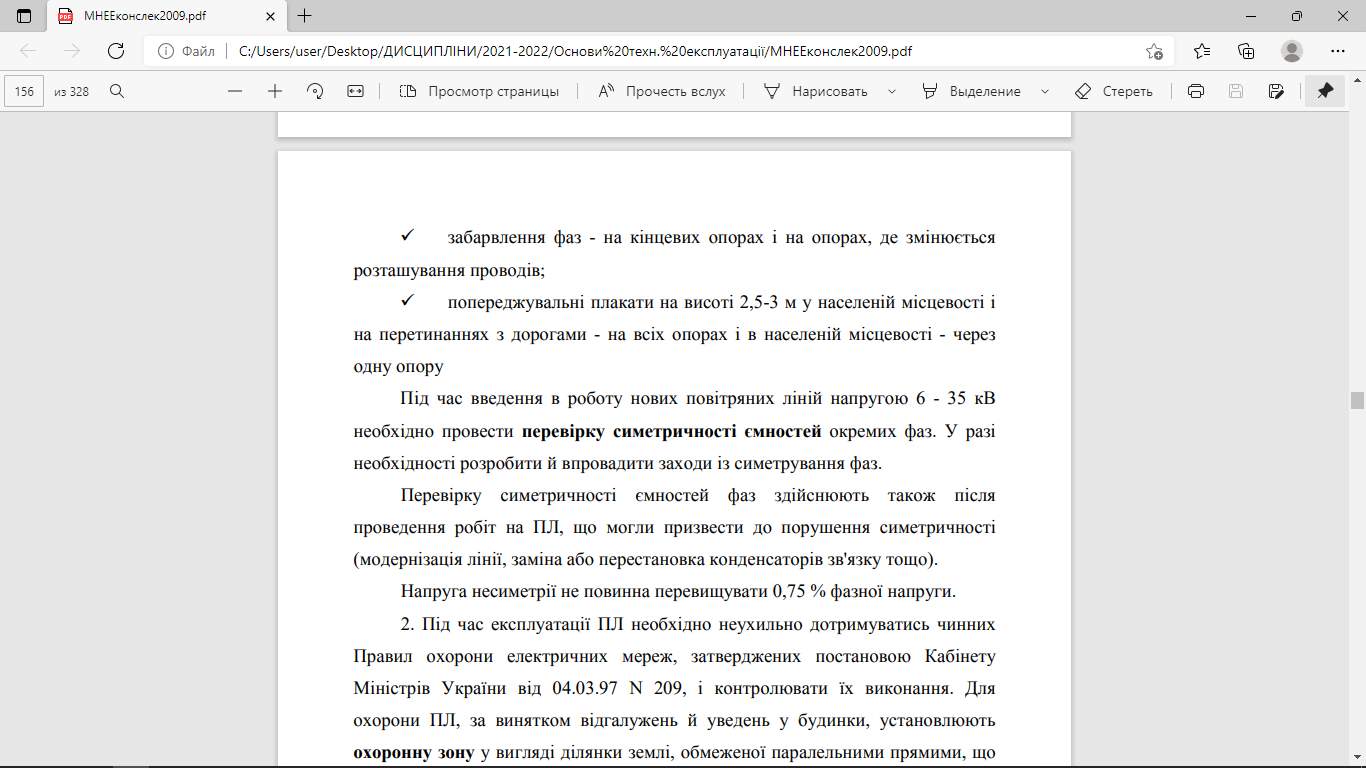 МНЕЕконслек2009.pdf
Файл
C:/Users/user/Desktop/ДИСЦИПЛІНИ/2021-2022/Основи%20техн.%20експлуатації/МНЕЕконслек2009.pdf
156 из 328 Просмотр страницы Прочесть вслух Нарисовать Выделение Стереть
✓ забарвлення фаз - на кінцевих опорах і на опорах, де змінюється
розташування проводів;
✓ попереджувальні плакати на висоті 2,5-3 м у населеній місцевості і
на перетинаннях з дорогами - на всіх опорах і в населеній місцевості - через
одну опору
Під час введення в роботу нових повітряних ліній напругою 6 - 35 кВ
необхідно провести перевірку симетричності ємностей окремих фаз. У разі
необхідності розробити й впровадити заходи із симетрування фаз.
Перевірку симетричності ємностей фаз здійснюють також після
проведення робіт на ПЛ, що могли призвести до порушення симетричності
(модернізація лінії, заміна або перестановка конденсаторів зв'язку тощо).
Напруга несиметрії не повинна перевищувати 0,75 % фазної напруги.
2. Під час експлуатації ПЛ необхідно неухильно дотримуватись чинних
Правил охорони електричних мереж, затверджених постановою Кабінету
Міністрів України від 04.03.97 N 209, і контролювати їх виконання. Для
охорони ПЛ, за винятком відгалужень й уведень у будинки, установлюють
охоронну зону у вигляді ділянки землі, обмеженої паралельними прямими, що